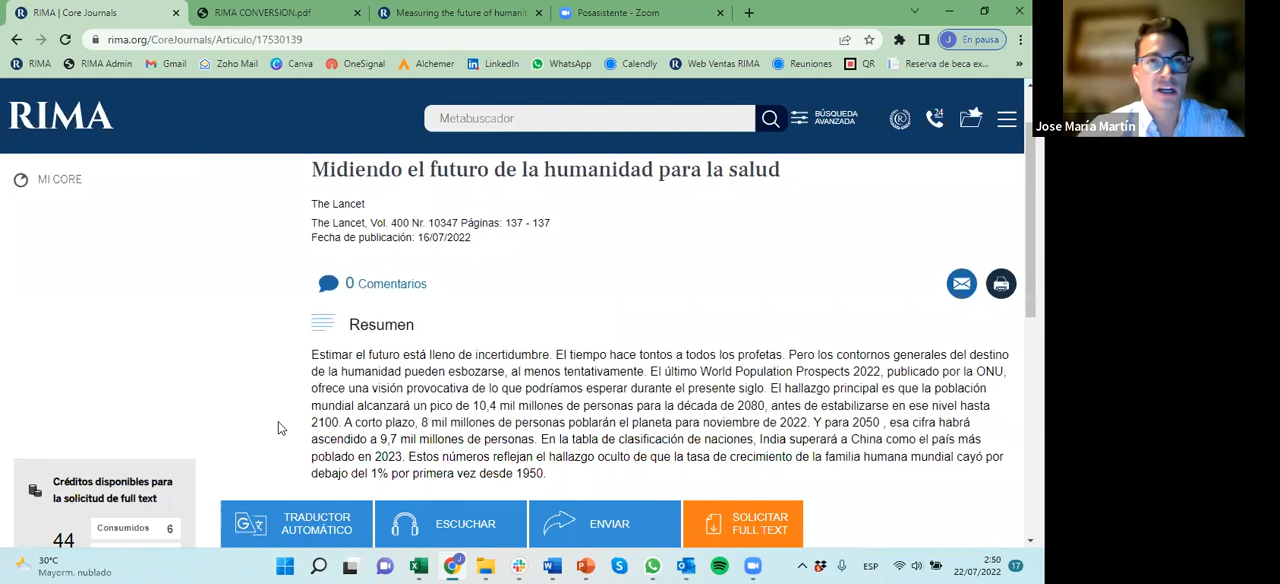 RIMA | Core Journals
RIMA CONVERSION.pdf
Measuring the future of humanit
Posasistente - Zoom
rima.org/CoreJournals/Articulo/17530139
J En pausa
RIMA
RIMA Admin
Gmail
Zoho Mail
Canva
OneSignal
Alchemer
LinkedIn
WhatsApp
Calendly
Web Ventas RIMA
Reuniones
QR
Reserva de beca ex...
»
RIMA
Metabuscador
BÚSQUEDA
AVANZADA
24
Jose María Martín
MI CORE
Midiendo el futuro de la humanidad para la salud
The Lancet
The Lancet, Vol. 400 Nr. 10347 Páginas: 137 - 137
Fecha de publicación: 16/07/2022
0 Comentarios
Resumen
Estimar el futuro está lleno de incertidumbre. El tiempo hace tontos a todos los profetas. Pero los contornos generales del destino
de la humanidad pueden esbozarse, al menos tentativamente. El último World Population Prospects 2022, publicado por la ONU,
ofrece una visión provocativa de lo que podríamos esperar durante el presente siglo. El hallazgo principal es que la población
mundial alcanzará un pico de 10,4 mil millones de personas para la década de 2080, antes de estabilizarse en ese nivel hasta
2100. A corto plazo, 8 mil millones de personas poblarán el planeta para noviembre de 2022. Y para 2050 , esa cifra habrá
ascendido a 9,7 mil millones de personas. En la tabla de clasificación de naciones, India superará a China como el país más
poblado en 2023. Estos números reflejan el hallazgo oculto de que la tasa de crecimiento de la familia humana mundial cayó por
debajo del 1% por primera vez desde 1950.
Créditos disponibles para
la solicitud de full text
Consumidos 6
44
TRADUCTOR
AUTOMÁTICO
ESCUCHAR
ENVIAR
SOLICITAR
FULL TEXT
30°C
Mayorm. nublado
ESP
2:50
22/07/2022
17